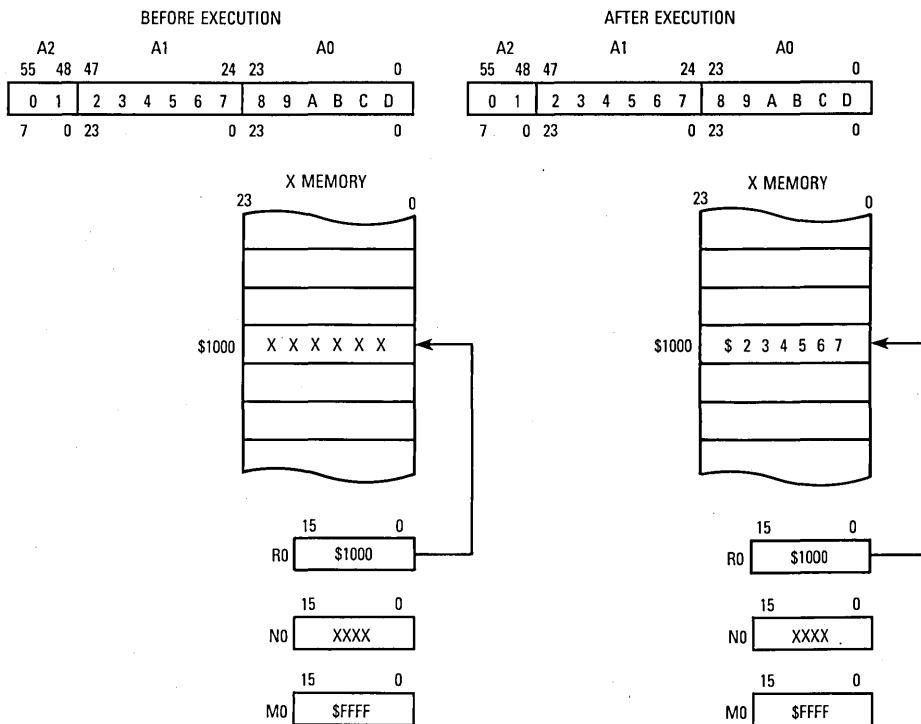 BEFORE EXECUTION
A2 A1 A0
55 48 47 24 23 0
0 1 2 3 4 5 6 7 8 9 A B C D
7 0 23 0 23 0
X MEMORY
23 0
$1000 X X X X X X
15 0
R0 $1000
15 0
N0 XXXX
15 0
M0 $FFFF
AFTER EXECUTION
A2 A1 A0
55 48 47 24 23 0
0 1 2 3 4 5 6 7 8 9 A B C D
7 0 23 0 23 0
X MEMORY
23 0
$1000 $ 2 3 4 5 6 7
15 0
R0 $1000
15 0
N0 XXXX
15 0
M0 $FFFF